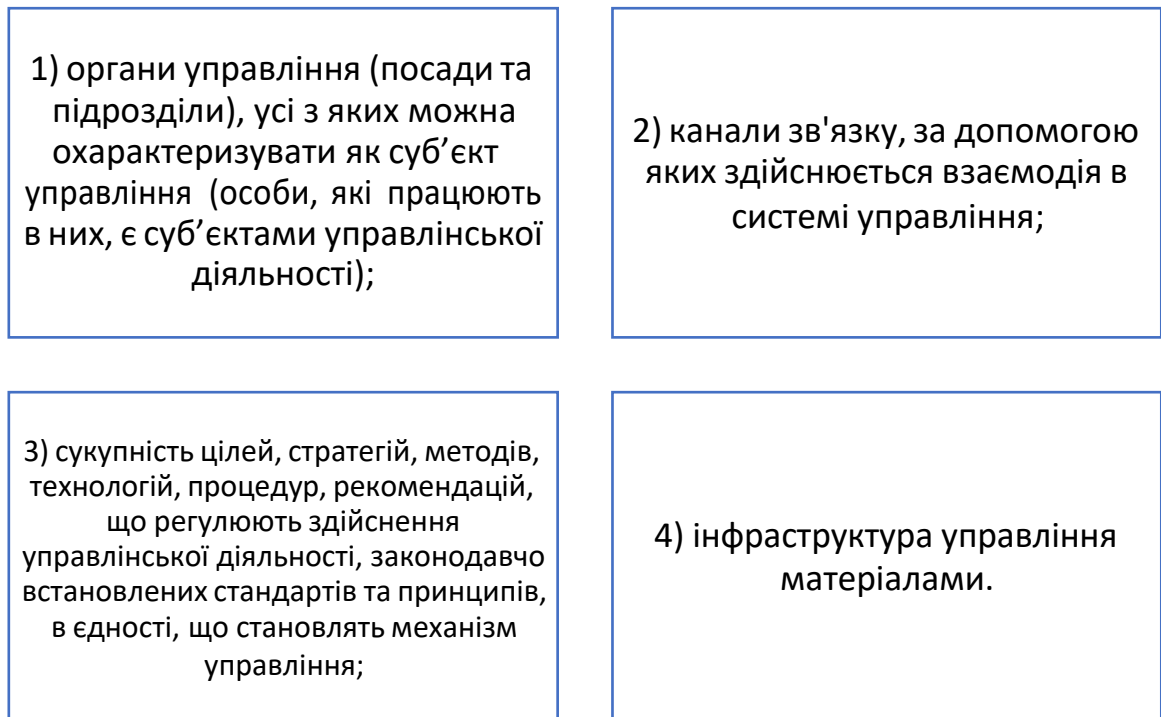 1) органи управління (посади та
підрозділи), усі з яких можна
охарактеризувати як суб’єкт
управління (особи, які працюють
в них, є суб’єктами управлінської
діяльності);
2) канали зв'язку, за допомогою
яких здійснюється взаємодія в
системі управління;
3) сукупність цілей, стратегій, методів,
технологій, процедур, рекомендацій,
що регулюють здійснення
управлінської діяльності, законодавчо
встановлених стандартів та принципів,
в єдності, що становлять механізм
управління;
4) інфраструктура управління
матеріалами.